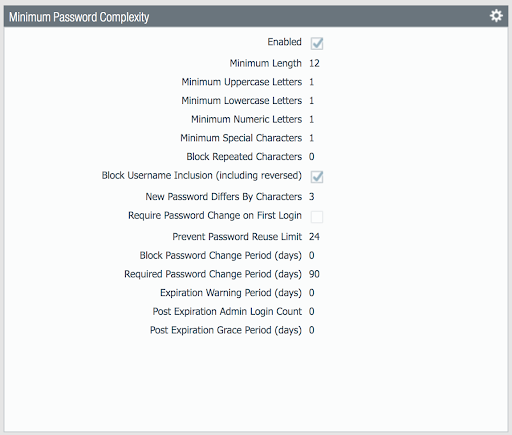 Minimum Password Complexity
Enabled
Minimum Length 12
Minimum Uppercase Letters 1
Minimum Lowercase Letters 1
Minimum Numeric Letters 1
Minimum Special Characters 1
Block Repeated Characters 0
Block Username Inclusion (including reversed)
New Password Differs By Characters 3
Require Password Change on First Login
Prevent Password Reuse Limit 24
Block Password Change Period (days) 0
Required Password Change Period (days) 90
Expiration Warning Period (days) 0
Post Expiration Admin Login Count 0
Post Expiration Grace Period (days) 0